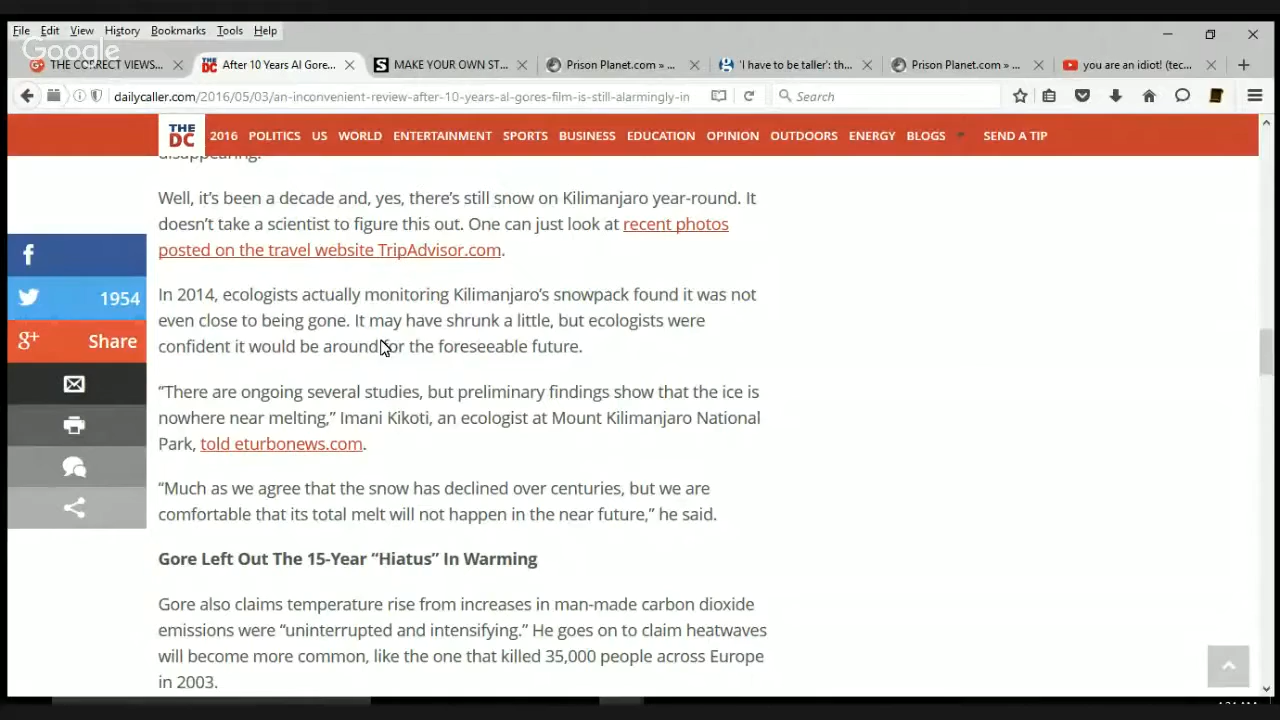 File Edit View History Bookmarks Tools Help
Google
THE CORRECT VIEWS...
After 10 Years Al Gore...
MAKE YOUR OWN ST...
Prison Planet.com » ...
'I have to be taller': th...
Prison Planet.com » ...
you are an idiot! (tec...
dailycaller.com/2016/05/03/an-inconvenient-review-after-10-years-al-gores-film-is-still-alarmingly-in
Search
THE DC
2016 POLITICS US WORLD ENTERTAINMENT SPORTS BUSINESS EDUCATION OPINION OUTDOORS ENERGY BLOGS SEND A TIP
disappearing.
Well, it's been a decade and, yes, there's still snow on Kilimanjaro year-round. It
doesn't take a scientist to figure this out. One can just look at recent photos
posted on the travel website TripAdvisor.com.
1954
Share
In 2014, ecologists actually monitoring Kilimanjaro's snowpack found it was not
even close to being gone. It may have shrunk a little, but ecologists were
confident it would be around for the foreseeable future.
“There are ongoing several studies, but preliminary findings show that the ice is
nowhere near melting,” Imani Kikoti, an ecologist at Mount Kilimanjaro National
Park, told eturbonews.com.
“Much as we agree that the snow has declined over centuries, but we are
comfortable that its total melt will not happen in the near future,” he said.
Gore Left Out The 15-Year “Hiatus” In Warming
Gore also claims temperature rise from increases in man-made carbon dioxide
emissions were “uninterrupted and intensifying.” He goes on to claim heatwaves
will become more common, like the one that killed 35,000 people across Europe
in 2003.